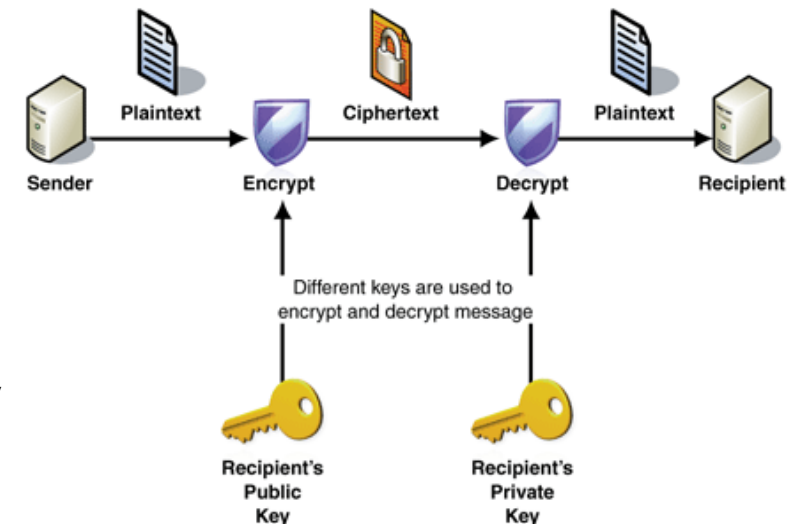 Plaintext
Ciphertext
Plaintext
Sender
Encrypt
Decrypt
Recipient
Different keys are used to
encrypt and decrypt message
Recipient's
Public
Key
Recipient's
Private
Key